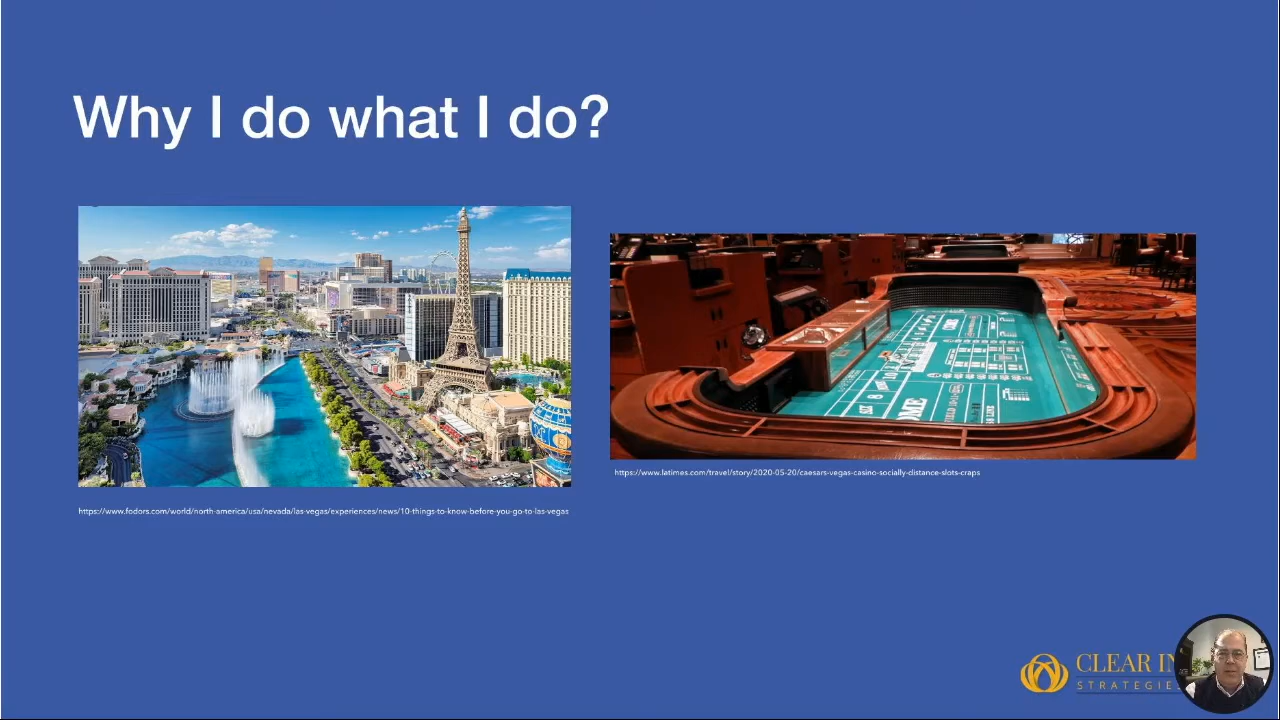 Why I do what I do?
https://www.latimes.com/travel/story/2020-05-20/caesars-vegas-casino-socially-distance-slots-craps
https://www.fodors.com/world/north-america/usa/nevada/las-vegas/experiences/news/10-things-to-know-before-you-go-to-las-vegas
CLEAR IN
STRATEGIE